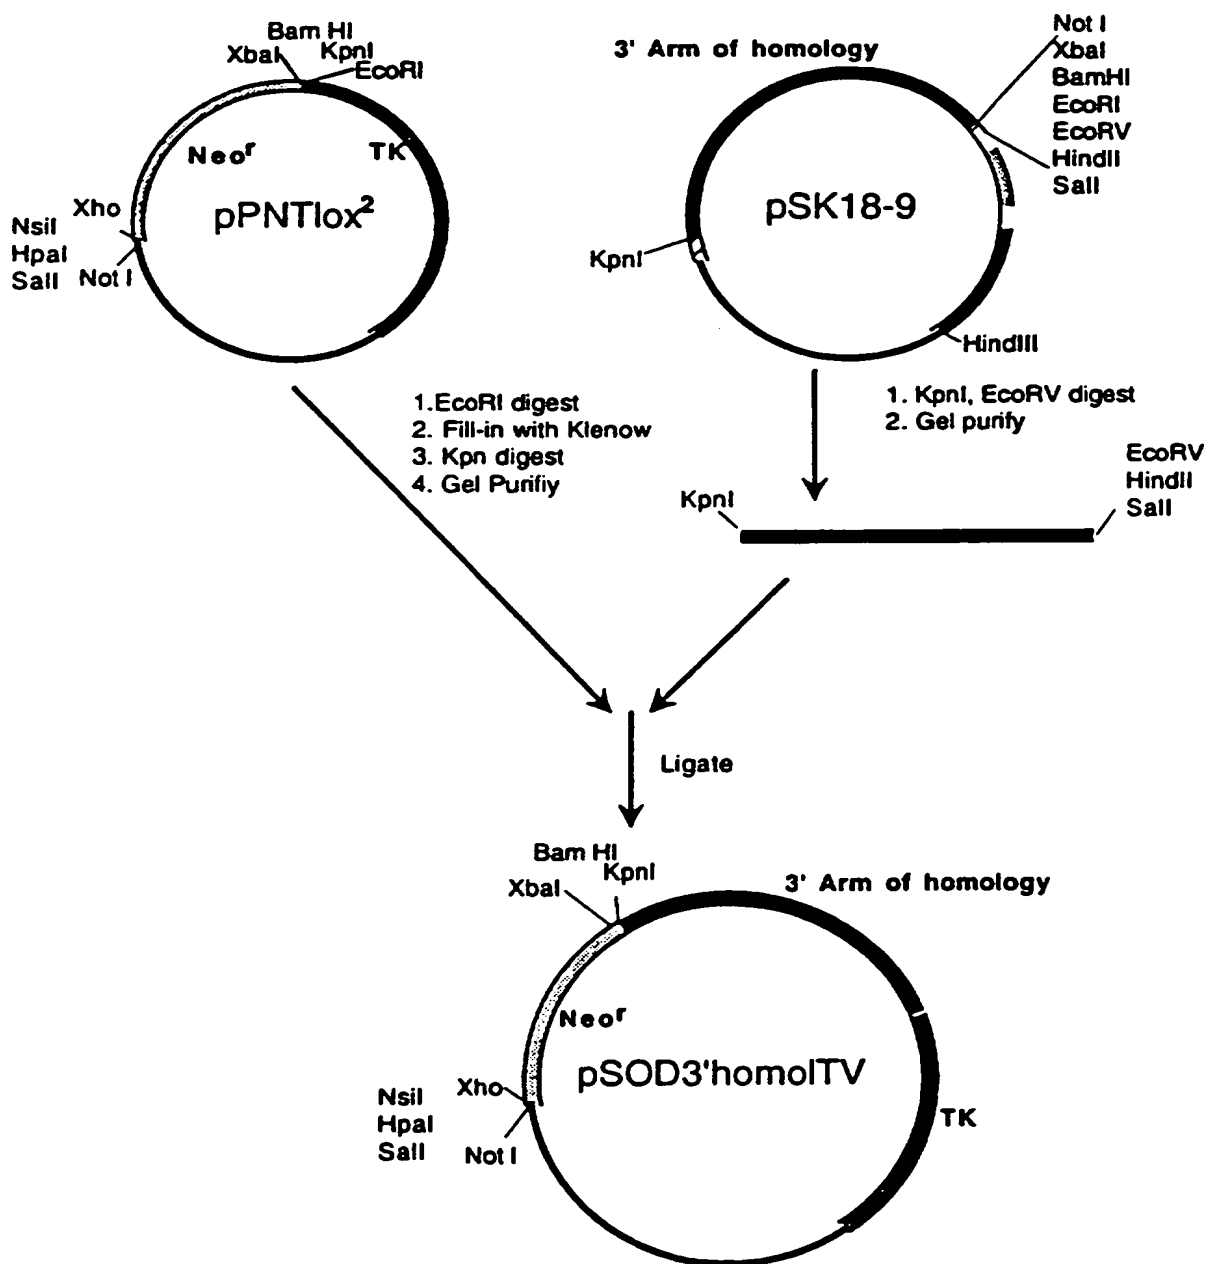 Bam HI
XbaI
KpnI
EcoRI
Neor
TK
pPNTlox2
Xho
NsiI
HpaI
SalI
Not I
3' Arm of homology
Not I
XbaI
BamHI
EcoRI
EcoRV
HindII
SalI
pSK18-9
KpnI
HindIII
1.EcoRI digest
2. Fill-in with Klenow
3. Kpn digest
4. Gel Purifiy
1. KpnI, EcoRV digest
2. Gel purify
KpnI
EcoRV
HindII
SalI
Ligate
Bam HI
XbaI
KpnI
3' Arm of homology
Neor
pSOD3'homolTV
Xho
NsiI
HpaI
SalI
Not I
TK